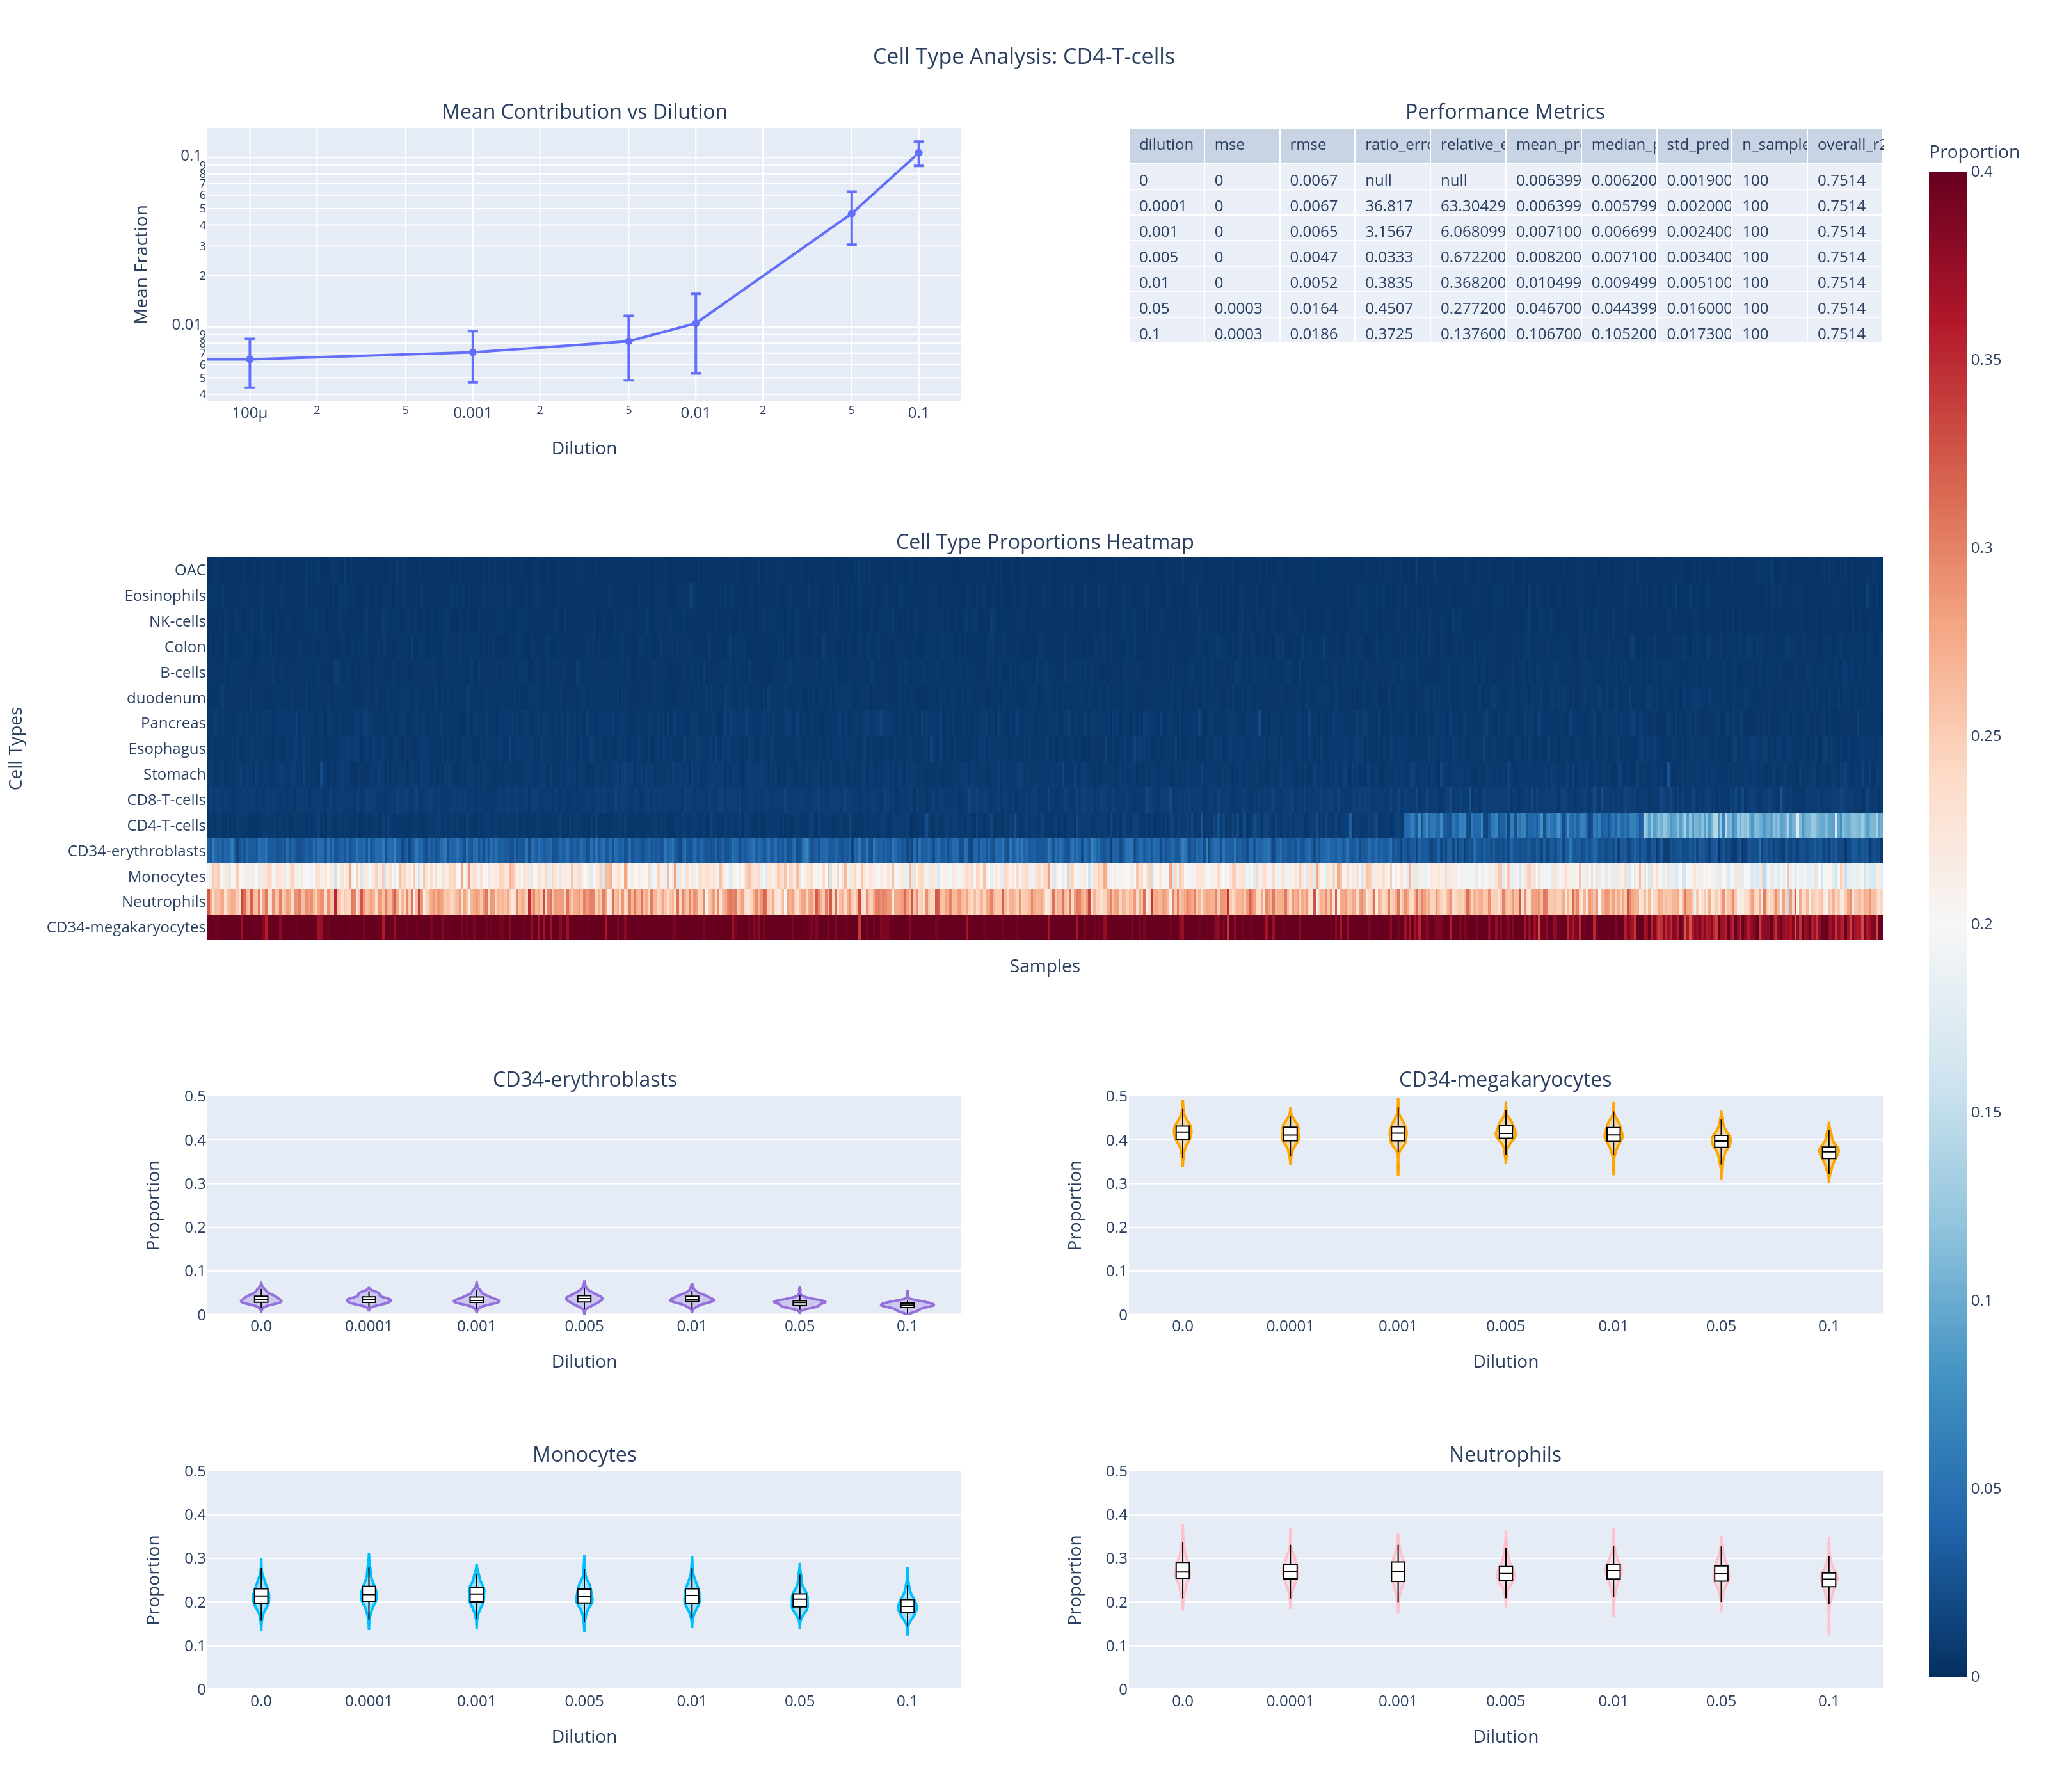 Cell Type Analysis: CD4-T-cells
Mean Contribution vs Dilution
Mean Fraction
0.1
9
8
7
6
5
4
3
2
0.01
9
8
7
6
5
4
100μ 2 5 0.001 2 5 0.01 2 5 0.1
Dilution
Performance Metrics
dilution mse rmse ratio_erro relative_e mean_pr median_p std_pred n_sample overall_r2
0 0 0.0067 null null 0.006399 0.006200 0.001900 100 0.7514
0.0001 0 0.0067 36.817 63.30429 0.006399 0.005799 0.002000 100 0.7514
0.001 0 0.0065 3.1567 6.068099 0.007100 0.006699 0.002400 100 0.7514
0.005 0 0.0047 0.0333 0.672200 0.008200 0.007100 0.003400 100 0.7514
0.01 0 0.0052 0.3835 0.368200 0.010499 0.009499 0.005100 100 0.7514
0.05 0.0003 0.0164 0.4507 0.277200 0.046700 0.044399 0.016000 100 0.7514
0.1 0.0003 0.0186 0.3725 0.137600 0.106700 0.105200 0.017300 100 0.7514
Proportion
0.4
0.35
0.3
0.25
0.2
0.15
0.1
0.05
0
Cell Type Proportions Heatmap
Cell Types
OAC
Eosinophils
NK-cells
Colon
B-cells
duodenum
Pancreas
Esophagus
Stomach
CD8-T-cells
CD4-T-cells
CD34-erythroblasts
Monocytes
Neutrophils
CD34-megakaryocytes
Samples
CD34-erythroblasts
Proportion
0.5
0.4
0.3
0.2
0.1
0
0.0 0.0001 0.001 0.005 0.01 0.05 0.1
Dilution
CD34-megakaryocytes
Proportion
0.5
0.4
0.3
0.2
0.1
0
0.0 0.0001 0.001 0.005 0.01 0.05 0.1
Dilution
Monocytes
Proportion
0.5
0.4
0.3
0.2
0.1
0
0.0 0.0001 0.001 0.005 0.01 0.05 0.1
Dilution
Neutrophils
Proportion
0.5
0.4
0.3
0.2
0.1
0
0.0 0.0001 0.001 0.005 0.01 0.05 0.1
Dilution